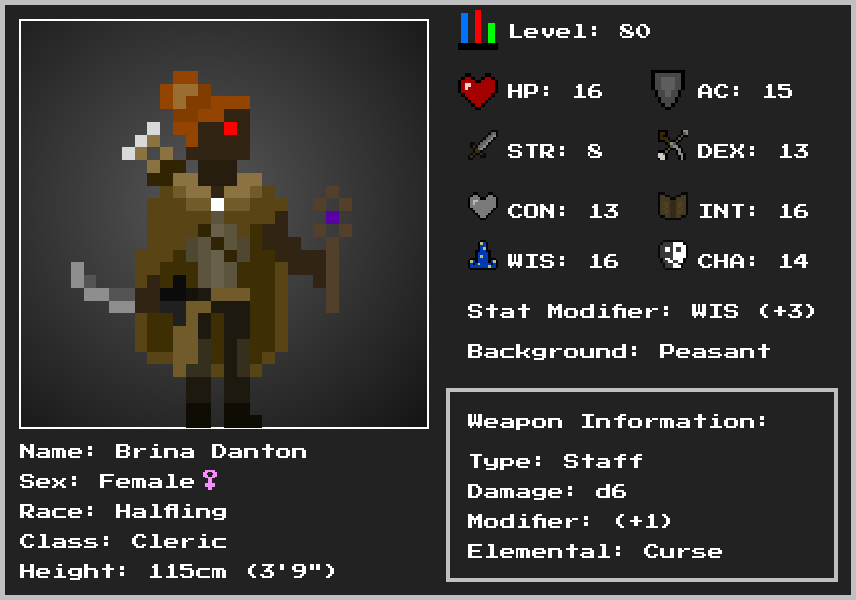 Level: 80
HP: 16 AC: 15
STR: 8 DEX: 13
CON: 13 INT: 16
WIS: 16 CHA: 14
Stat Modifier: WIS (+3)
Background: Peasant
Weapon Information:
Type: Staff
Damage: d6
Modifier: (+1)
Elemental: Curse
Name: Brina Danton
Sex: Female ♀
Race: Halfling
Class: Cleric
Height: 115cm (3'9")